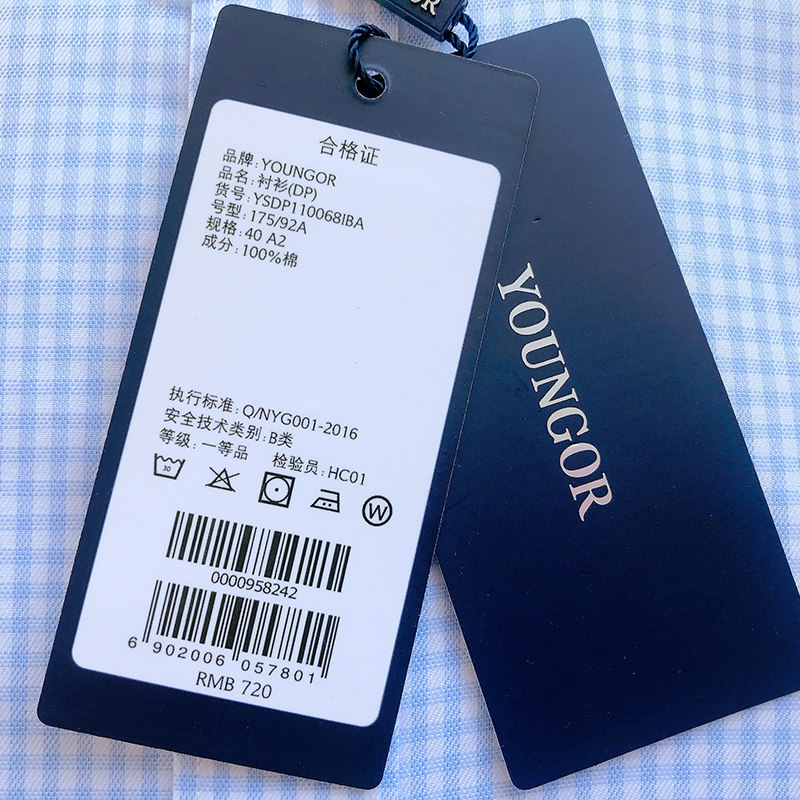 合格证
品牌: YOUNGOR
品名: 衬衫(DP)
货号: YSDP110068IBA
号型: 175/92A
规格: 40 A2
成分: 100%棉
执行标准: Q/NYG001-2016
安全技术类别: B类
等级: 一等品 检验员: HC01
30
W
0000958242
6 902006 057801
RMB 720
YOUNGOR